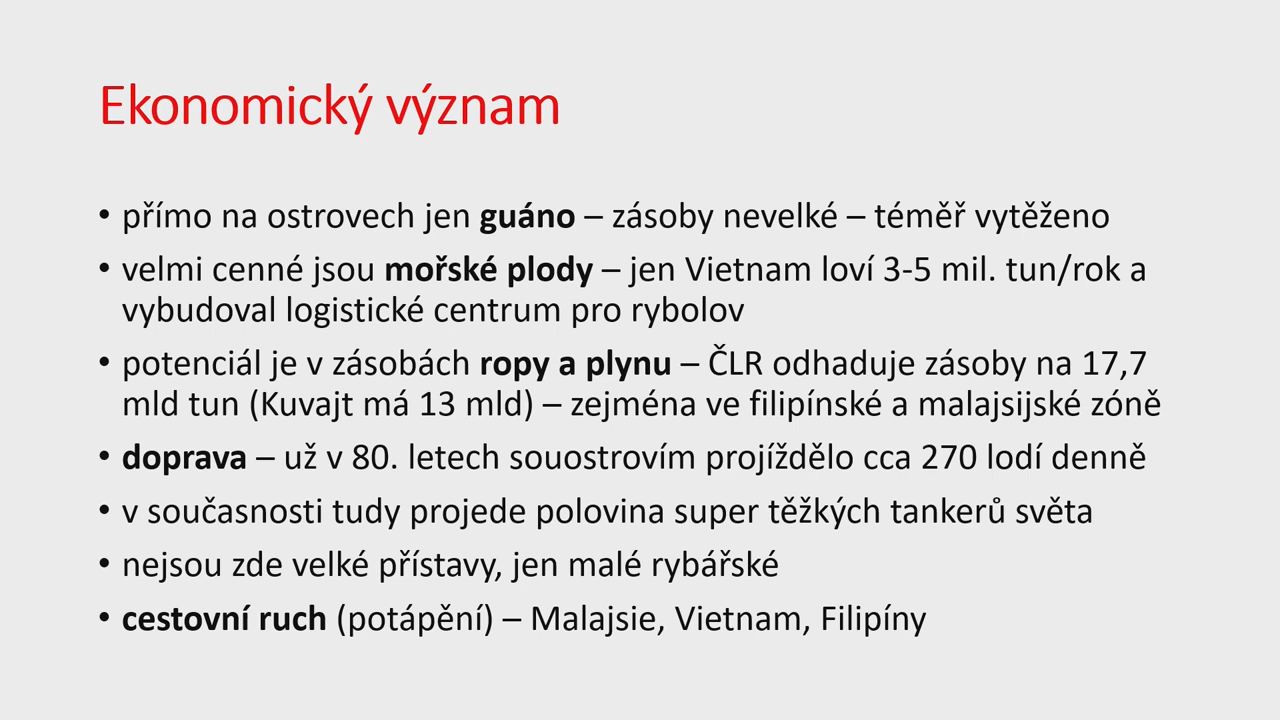 Ekonomický význam
• přímo na ostrovech jen guáno – zásoby nevelké – téměř vytěženo
• velmi cenné jsou mořské plody – jen Vietnam loví 3-5 mil. tun/rok a
vybudoval logistické centrum pro rybolov
• potenciál je v zásobách ropy a plynu – ČLR odhaduje zásoby na 17,7
mld tun (Kuvajt má 13 mld) – zejména ve filipínské a malajsijské zóně
• doprava – už v 80. letech souostrovím projíždělo cca 270 lodí denně
• v současnosti tudy projede polovina super těžkých tankerů světa
• nejsou zde velké přístavy, jen malé rybářské
• cestovní ruch (potápění) – Malajsie, Vietnam, Filipíny